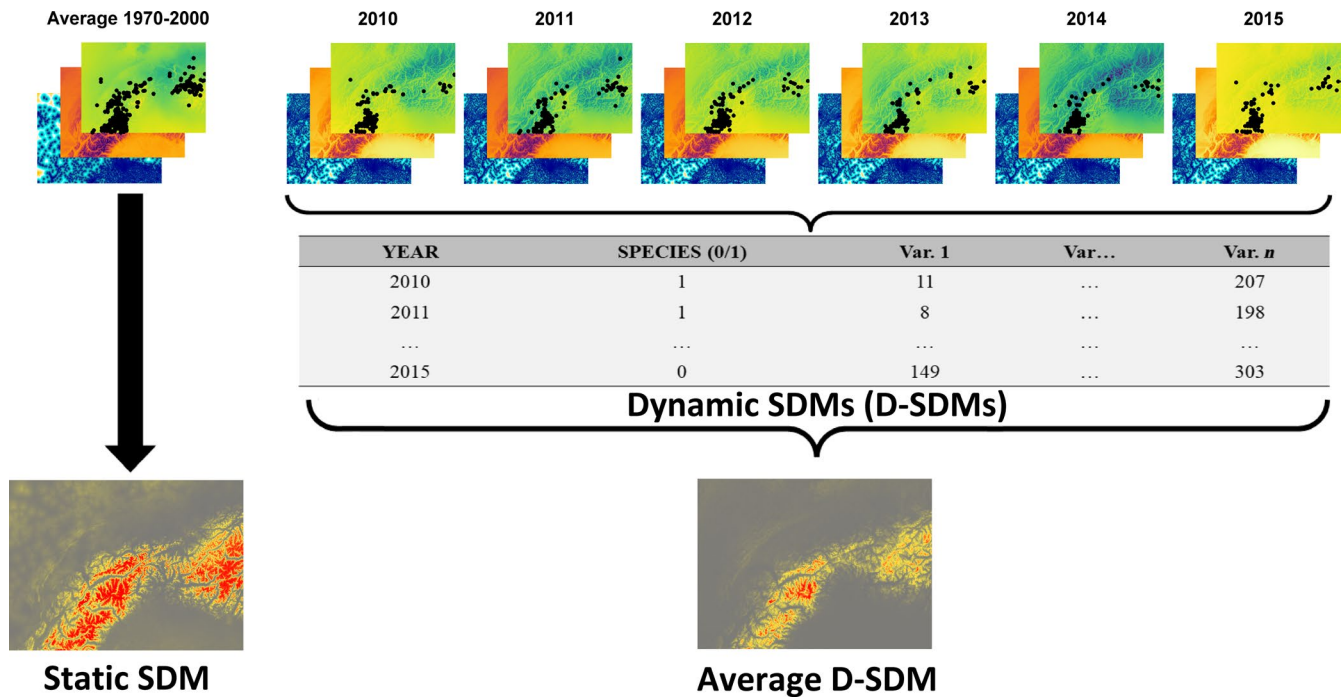 Average 1970-2000 2010 2011 2012 2013 2014 2015
YEAR SPECIES (0/1) Var. 1 Var… Var. n
2010 1 11 … 207
2011 1 8 … 198
… … … … …
2015 0 149 … 303
Dynamic SDMs (D-SDMs)
Static SDM Average D-SDM